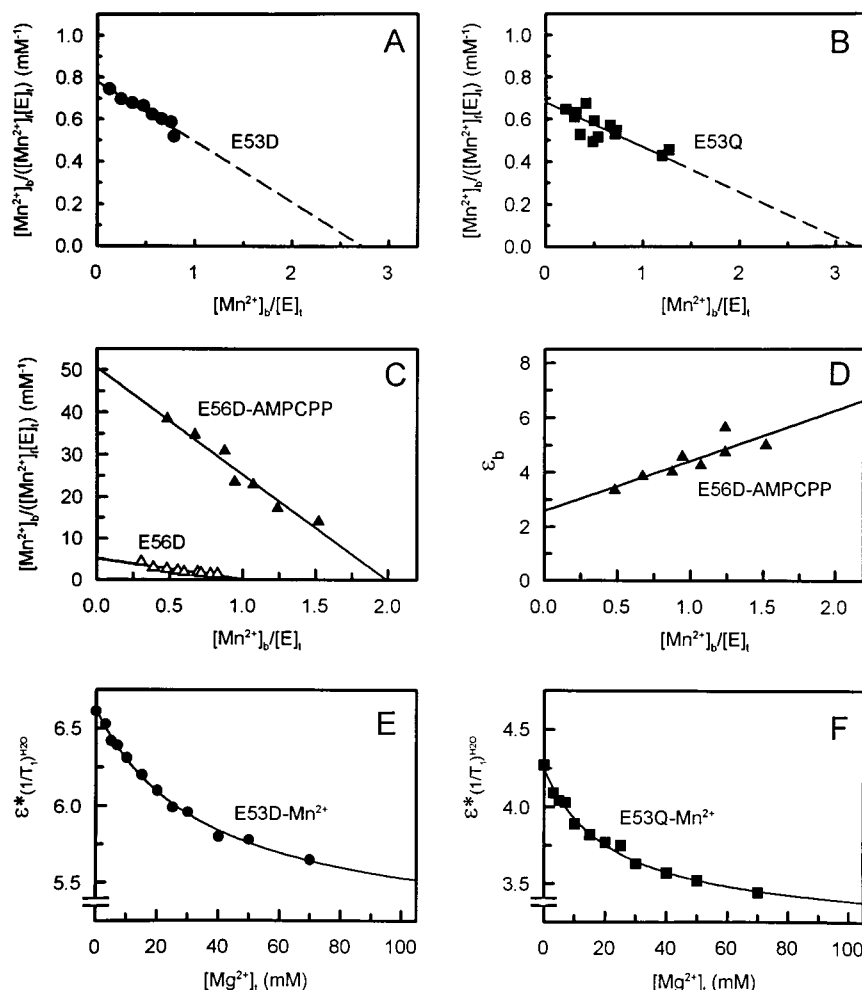 A
1.0
0.8
0.6
0.4
0.2
0.0
[Mn²⁺]b/([Mn²⁺]f[E]t) (mM⁻¹)
E53D
0 1 2 3
[Mn²⁺]b/[E]t
B
1.0
0.8
0.6
0.4
0.2
0.0
[Mn²⁺]b/([Mn²⁺]f[E]t) (mM⁻¹)
E53Q
0 1 2 3
[Mn²⁺]b/[E]t
C
50
40
30
20
10
0
[Mn²⁺]b/([Mn²⁺]f[E]t) (mM⁻¹)
E56D-AMPCPP
E56D
0.0 0.5 1.0 1.5 2.0
[Mn²⁺]b/[E]t
D
8
6
4
2
0
εb
E56D-AMPCPP
0.0 0.5 1.0 1.5 2.0
[Mn²⁺]b/[E]t
E
6.5
6.0
5.5
ε*(1/T₁)H2O
E53D-Mn²⁺
0 20 40 60 80 100
[Mg²⁺]t (mM)
F
4.5
4.0
3.5
ε*(1/T₁)H2O
E53Q-Mn²⁺
0 20 40 60 80 100
[Mg²⁺]t (mM)